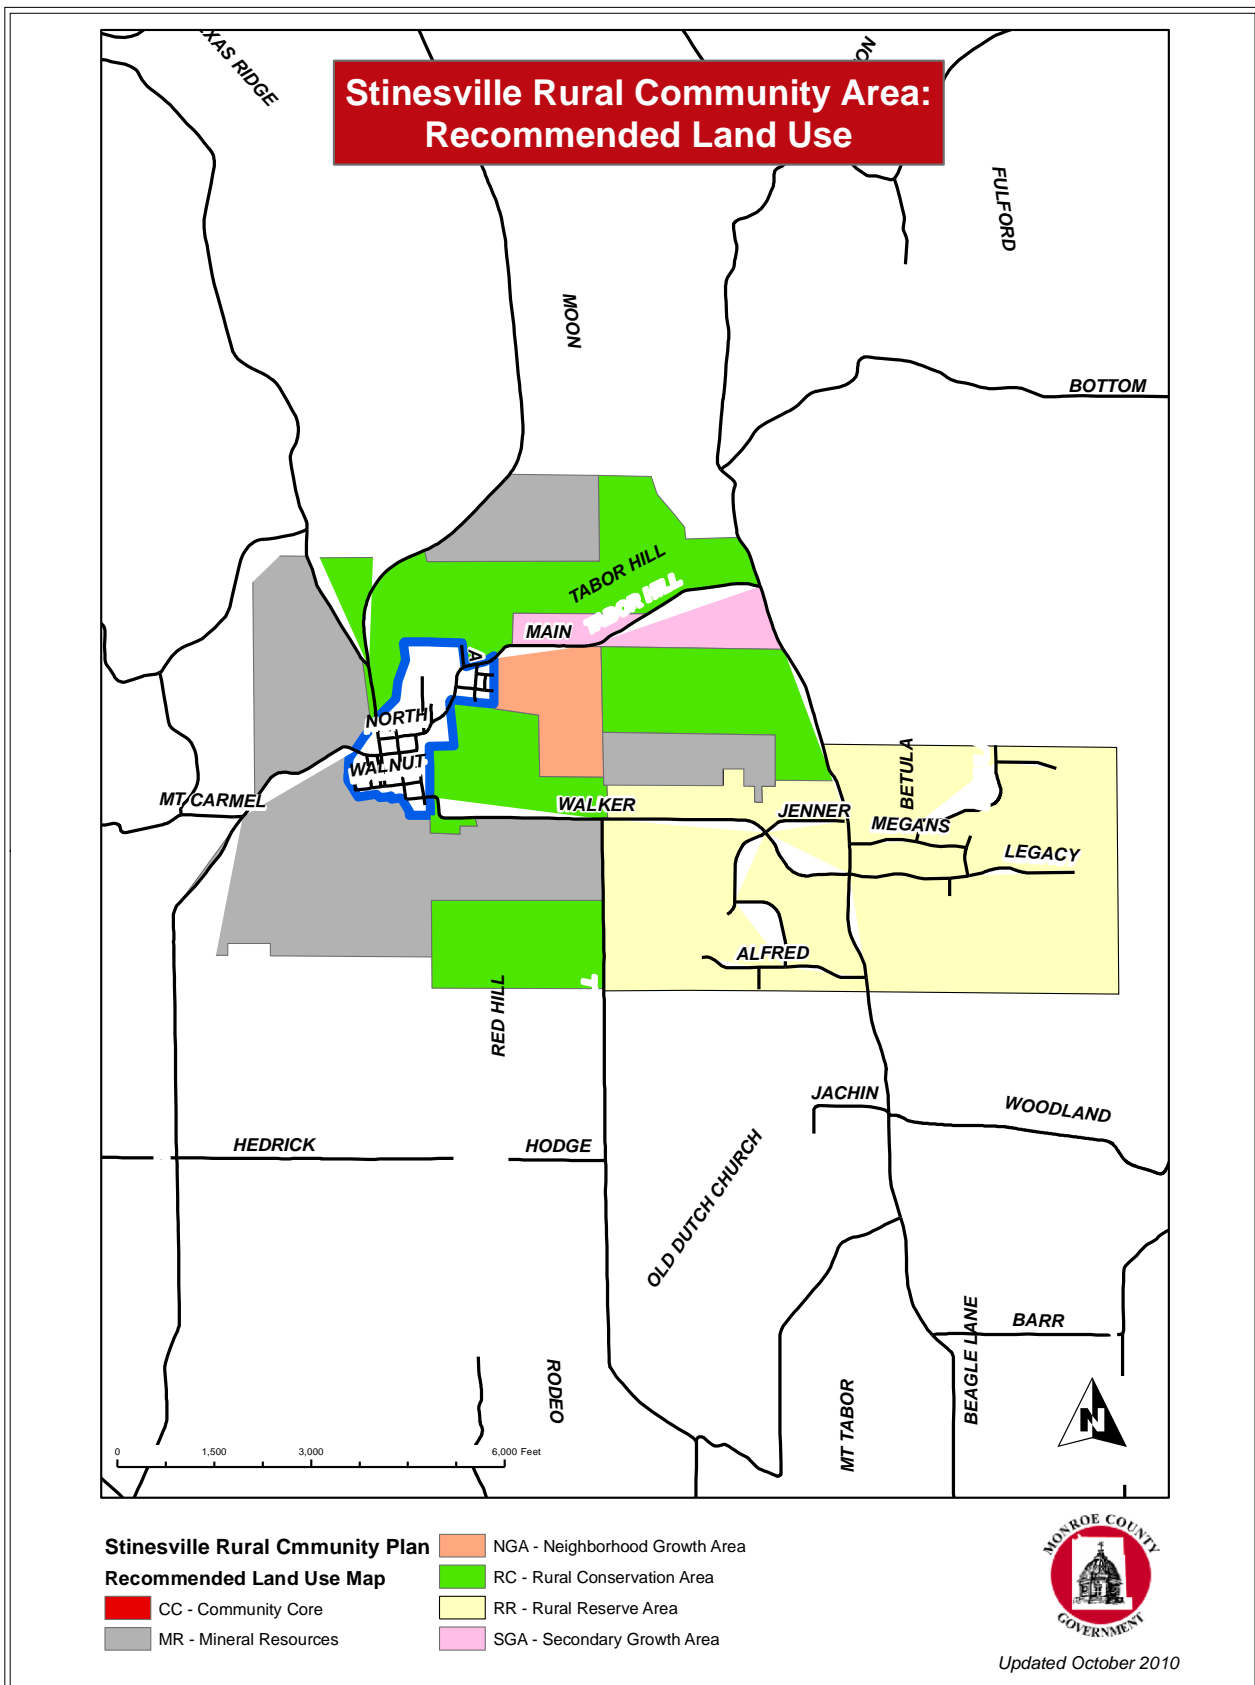 XAS RIDGE
ON
Stinesville Rural Community Area:
Recommended Land Use
FULFORD
MOON
BOTTOM
TABOR HILL
TABOR HILL
MAIN
A
NORTH
WALNUT
MT CARMEL
WALKER
JENNER
BETULA
MEGANS
LEGACY
ALFRED
RED HILL
JACHIN
WOODLAND
HEDRICK
HODGE
OLD DUTCH CHURCH
BARR
BEAGLE LANE
RODEO
MT TABOR
N
0 1,500 3,000 6,000 Feet
Stinesville Rural Cmmunity Plan
Recommended Land Use Map
CC - Community Core
MR - Mineral Resources
NGA - Neighborhood Growth Area
RC - Rural Conservation Area
RR - Rural Reserve Area
SGA - Secondary Growth Area
MONROE COUNTY
GOVERNMENT
Updated October 2010